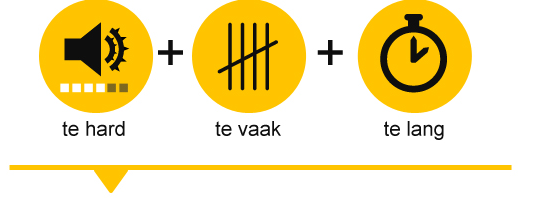 te hard + te vaak + te lang